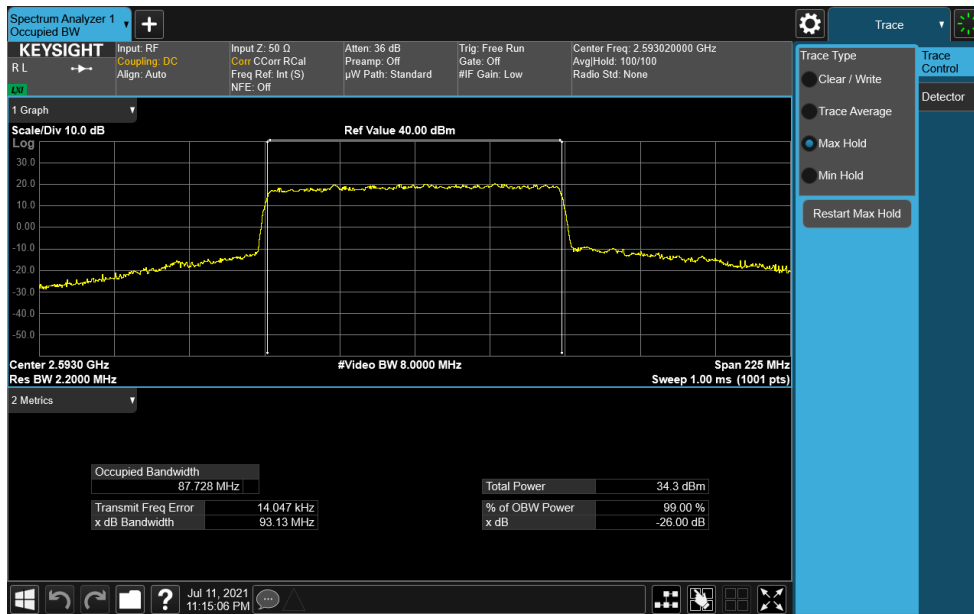 Spectrum Analyzer 1
Occupied BW
Trace
KEYSIGHT
R L
LXI
Input: RF
Coupling: DC
Align: Auto
Input Z: 50 Ω
Corr CCorr RCal
Freq Ref: Int (S)
NFE: Off
Atten: 36 dB
Preamp: Off
µW Path: Standard
Trig: Free Run
Gate: Off
#IF Gain: Low
Center Freq: 2.593020000 GHz
Avg|Hold: 100/100
Radio Std: None
Trace Type
Clear / Write
Trace Average
Max Hold
Min Hold
Restart Max Hold
Trace
Control
Detector
1 Graph
Scale/Div 10.0 dB
Ref Value 40.00 dBm
Log
30.0
20.0
10.0
0.00
-10.0
-20.0
-30.0
-40.0
-50.0
Center 2.5930 GHz
#Video BW 8.0000 MHz
Span 225 MHz
Res BW 2.2000 MHz
Sweep 1.00 ms (1001 pts)
2 Metrics
Occupied Bandwidth
87.728 MHz
Transmit Freq Error 14.047 kHz
x dB Bandwidth 93.13 MHz
Total Power 34.3 dBm
% of OBW Power 99.00 %
x dB -26.00 dB
?
Jul 11, 2021
11:15:06 PM